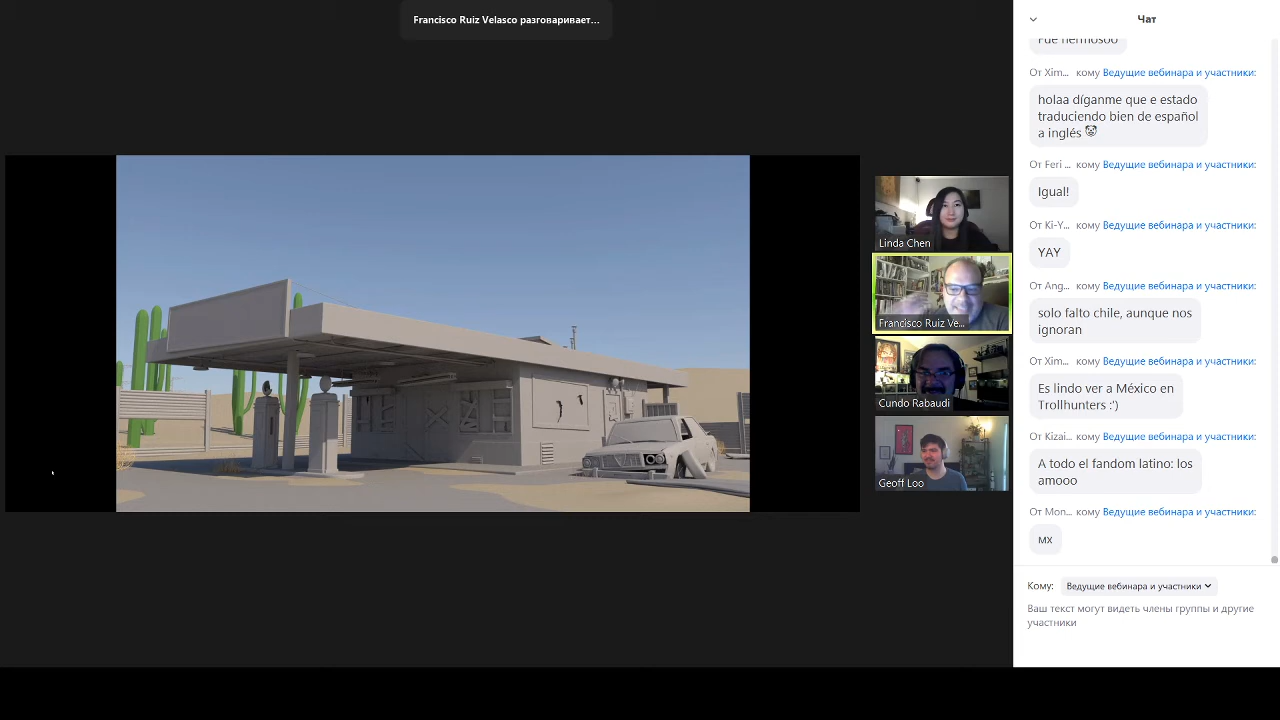 Francisco Ruiz Velasco разговаривает...
Linda Chen
Francisco Ruiz Ve...
Cundo Rabaudi
Geoff Loo
Чат
Fue hermosoo
От Xim... кому Ведущие вебинара и участники:
holaa díganme que e estado
traduciendo bien de español
a inglés 🤡
От Feri ... кому Ведущие вебинара и участники:
Igual!
От Ki-Y... кому Ведущие вебинара и участники:
YAY
От Ang... кому Ведущие вебинара и участники:
solo falto chile, aunque nos
ignoran
От Xim... кому Ведущие вебинара и участники:
Es lindo ver a México en
Trollhunters :')
От Kizai... кому Ведущие вебинара и участники:
A todo el fandom latino: los
amooo
От Mon... кому Ведущие вебинара и участники:
мх
Кому: Ведущие вебинара и участники
Ваш текст могут видеть члены группы и другие
участники